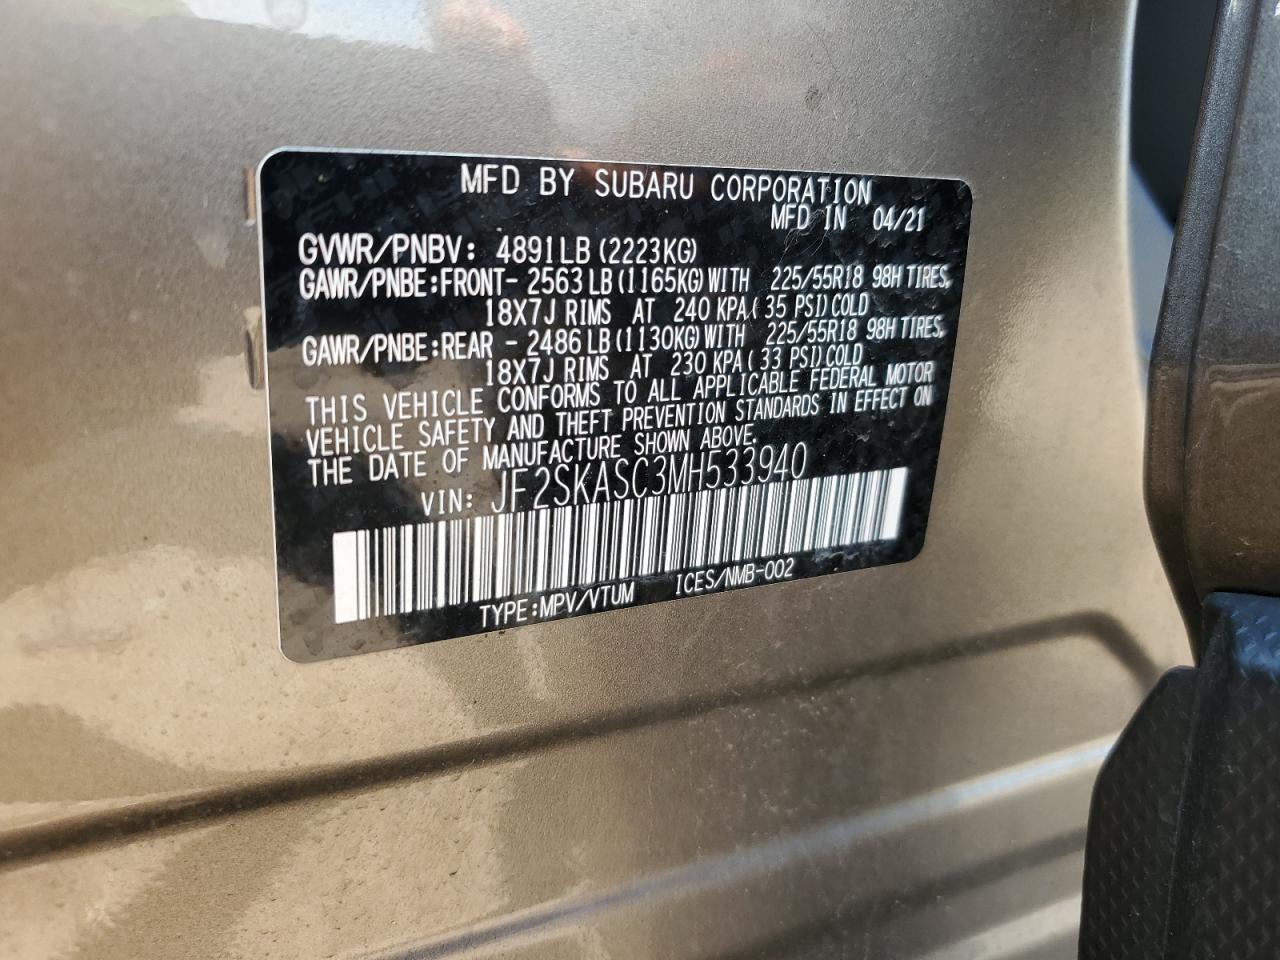 MFD BY SUBARU CORPORATION
MFD IN 04/21
GVWR/PNBV: 4891LB (2223KG)
GAWR/PNBE:FRONT- 2563LB(1165KG)WITH 225/55R18 98H TIRES,
18X7J RIMS AT 240 KPA( 35 PSI)COLD
GAWR/PNBE:REAR - 2486LB(1130KG)WITH 225/55R18 98H TIRES,
18X7J RIMS AT 230 KPA( 33 PSI)COLD
THIS VEHICLE CONFORMS TO ALL APPLICABLE FEDERAL MOTOR
VEHICLE SAFETY AND THEFT PREVENTION STANDARDS IN EFFECT ON
THE DATE OF MANUFACTURE SHOWN ABOVE.
VIN: JF2SKASC3MH533940
TYPE:MPV/VTUM ICES/NMB-002